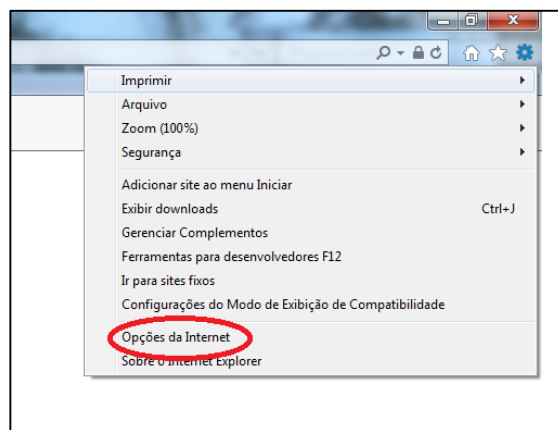 Imprimir
Arquivo
Zoom (100%)
Segurança
Adicionar site ao menu Iniciar
Exibir downloads Ctrl+J
Gerenciar Complementos
Ferramentas para desenvolvedores F12
Ir para sites fixos
Configurações do Modo de Exibição de Compatibilidade
Opções da Internet
Sobre o Internet Explorer